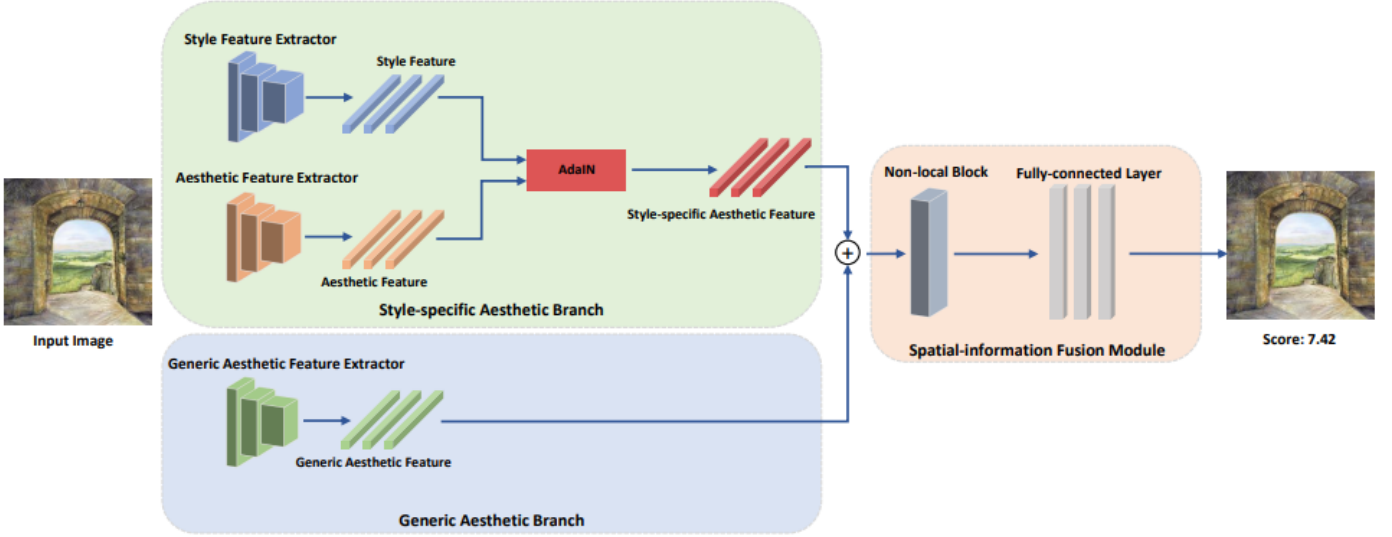 Style Feature Extractor
Style Feature
Aesthetic Feature Extractor
AdaIN
Style-specific Aesthetic Feature
Aesthetic Feature
Style-specific Aesthetic Branch
Input Image
Generic Aesthetic Feature Extractor
Generic Aesthetic Feature
Generic Aesthetic Branch
+
Non-local Block
Fully-connected Layer
Spatial-information Fusion Module
Score: 7.42